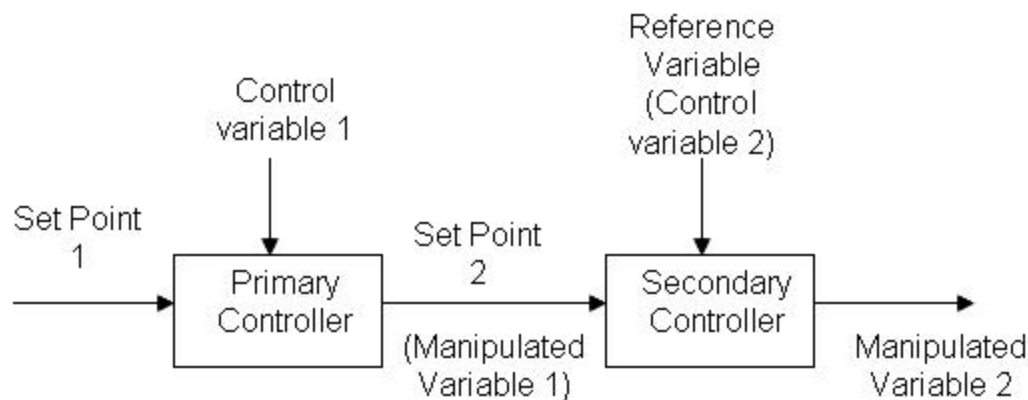 Reference
Variable
(Control
variable 2)
Control
variable 1
Set Point
1
Primary
Controller
Set Point
2
(Manipulated
Variable 1)
Secondary
Controller
Manipulated
Variable 2